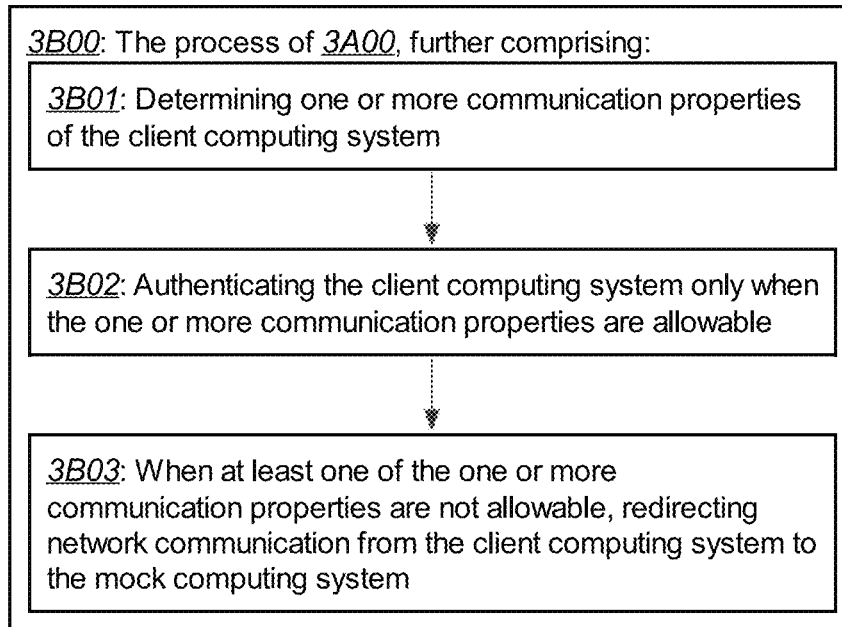 3B00: The process of 3A00, further comprising:
3B01: Determining one or more communication properties
of the client computing system
3B02: Authenticating the client computing system only when
the one or more communication properties are allowable
3B03: When at least one of the one or more
communication properties are not allowable, redirecting
network communication from the client computing system to
the mock computing system